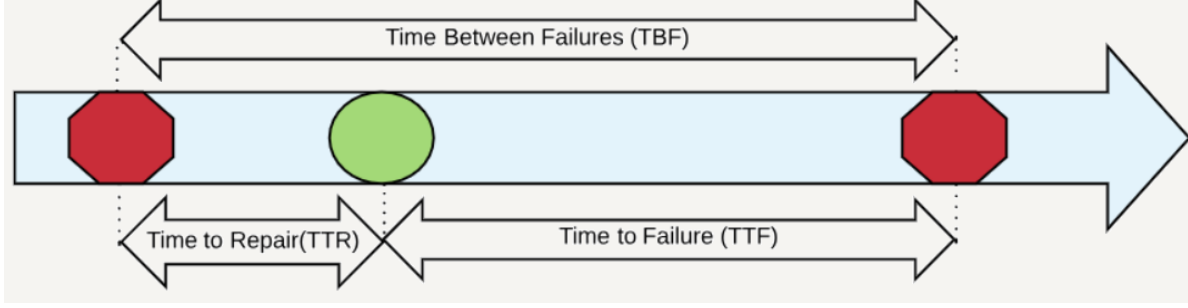 Time Between Failures (TBF)
Time to Repair(TTR)
Time to Failure (TTF)